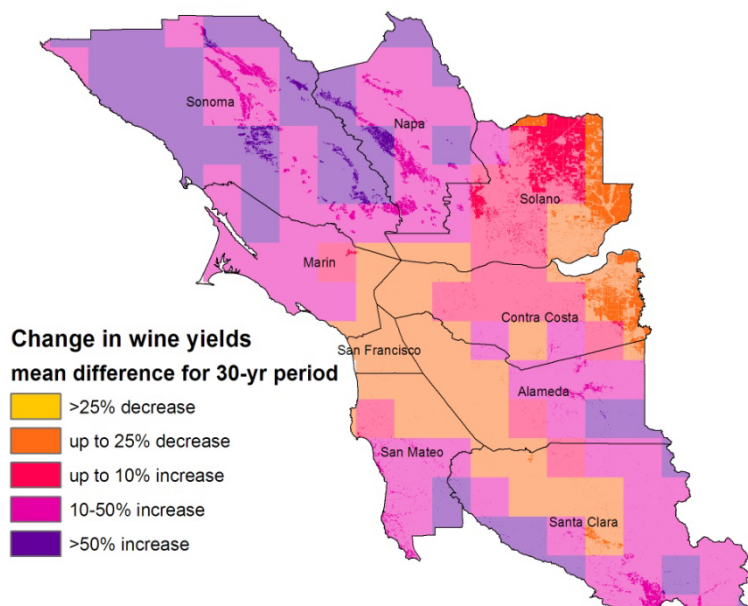 Sonoma
Napa
Solano
Marin
Contra Costa
San Francisco
Alameda
San Mateo
Santa Clara
Change in wine yields
mean difference for 30-yr period
>25% decrease
up to 25% decrease
up to 10% increase
10-50% increase
>50% increase